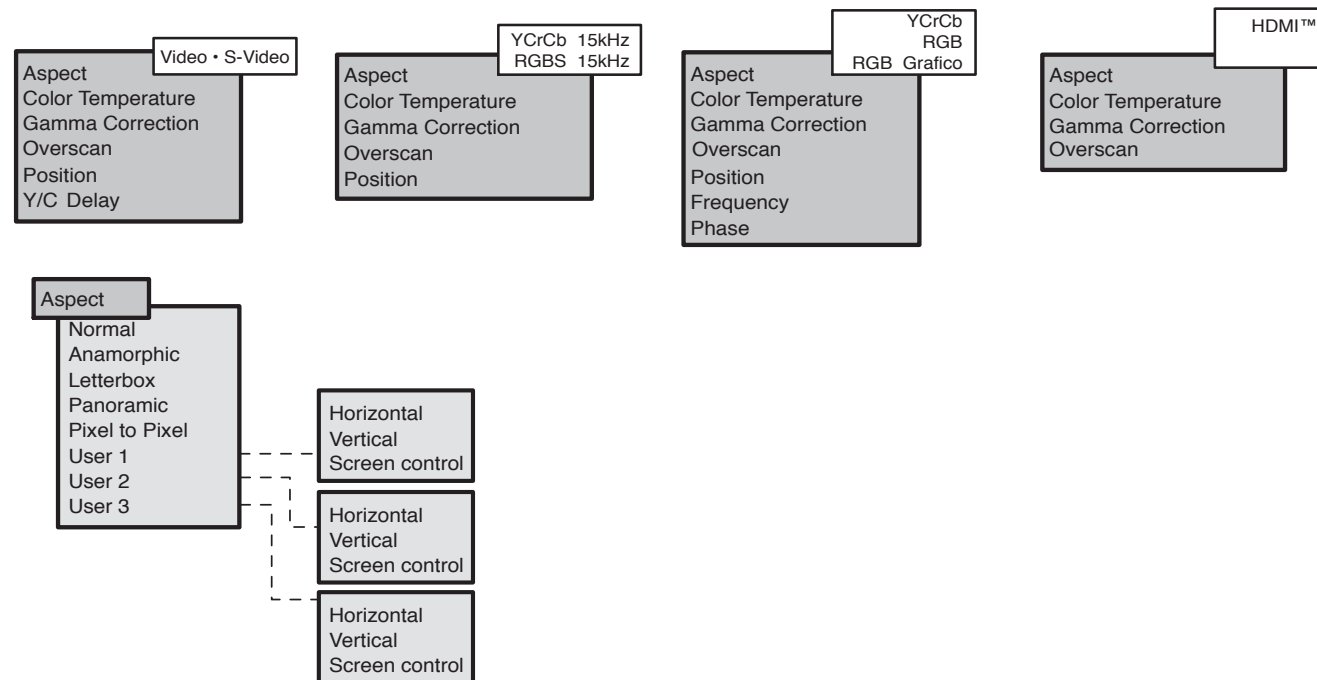 Video • S-Video
Aspect
Color Temperature
Gamma Correction
Overscan
Position
Y/C Delay
YCrCb 15kHz
RGBS 15kHz
Aspect
Color Temperature
Gamma Correction
Overscan
Position
YCrCb
RGB
RGB Grafico
Aspect
Color Temperature
Gamma Correction
Overscan
Position
Frequency
Phase
HDMI™
Aspect
Color Temperature
Gamma Correction
Overscan
Aspect
Normal
Anamorphic
Letterbox
Panoramic
Pixel to Pixel
User 1
User 2
User 3
Horizontal
Vertical
Screen control
Horizontal
Vertical
Screen control
Horizontal
Vertical
Screen control